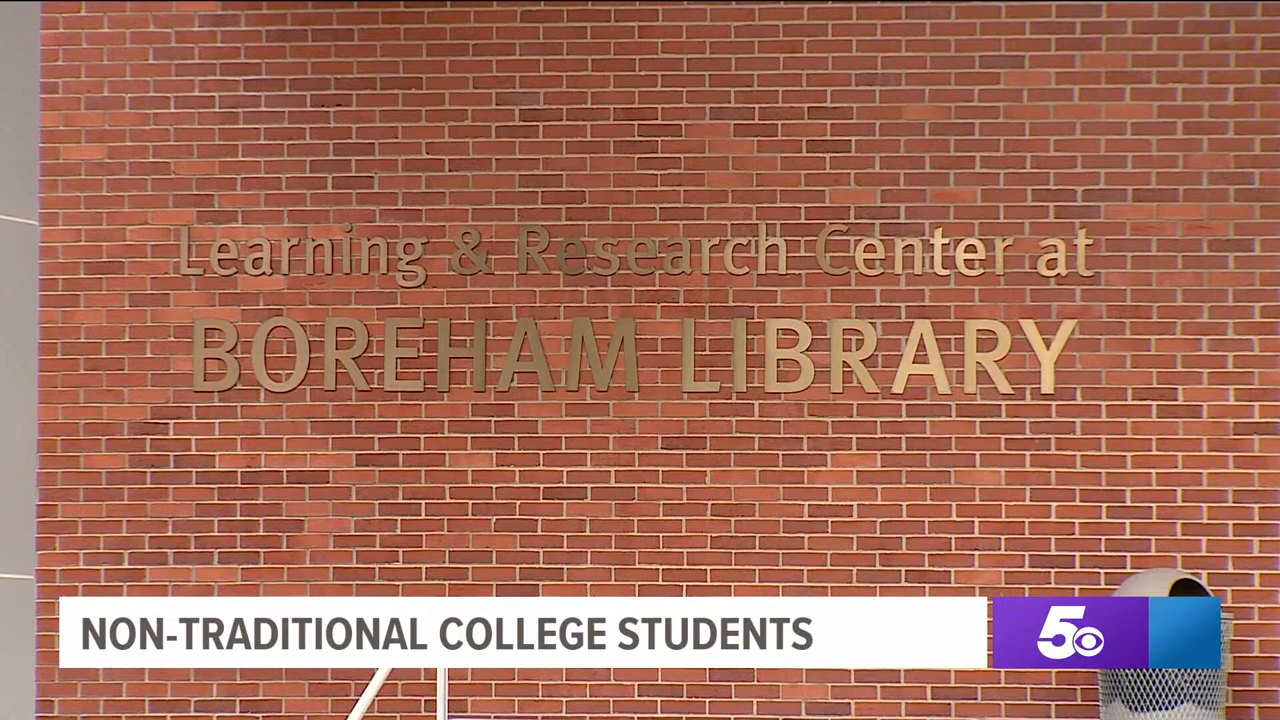 Learning & Research Center at
BOREHAM LIBRARY
NON-TRADITIONAL COLLEGE STUDENTS
5